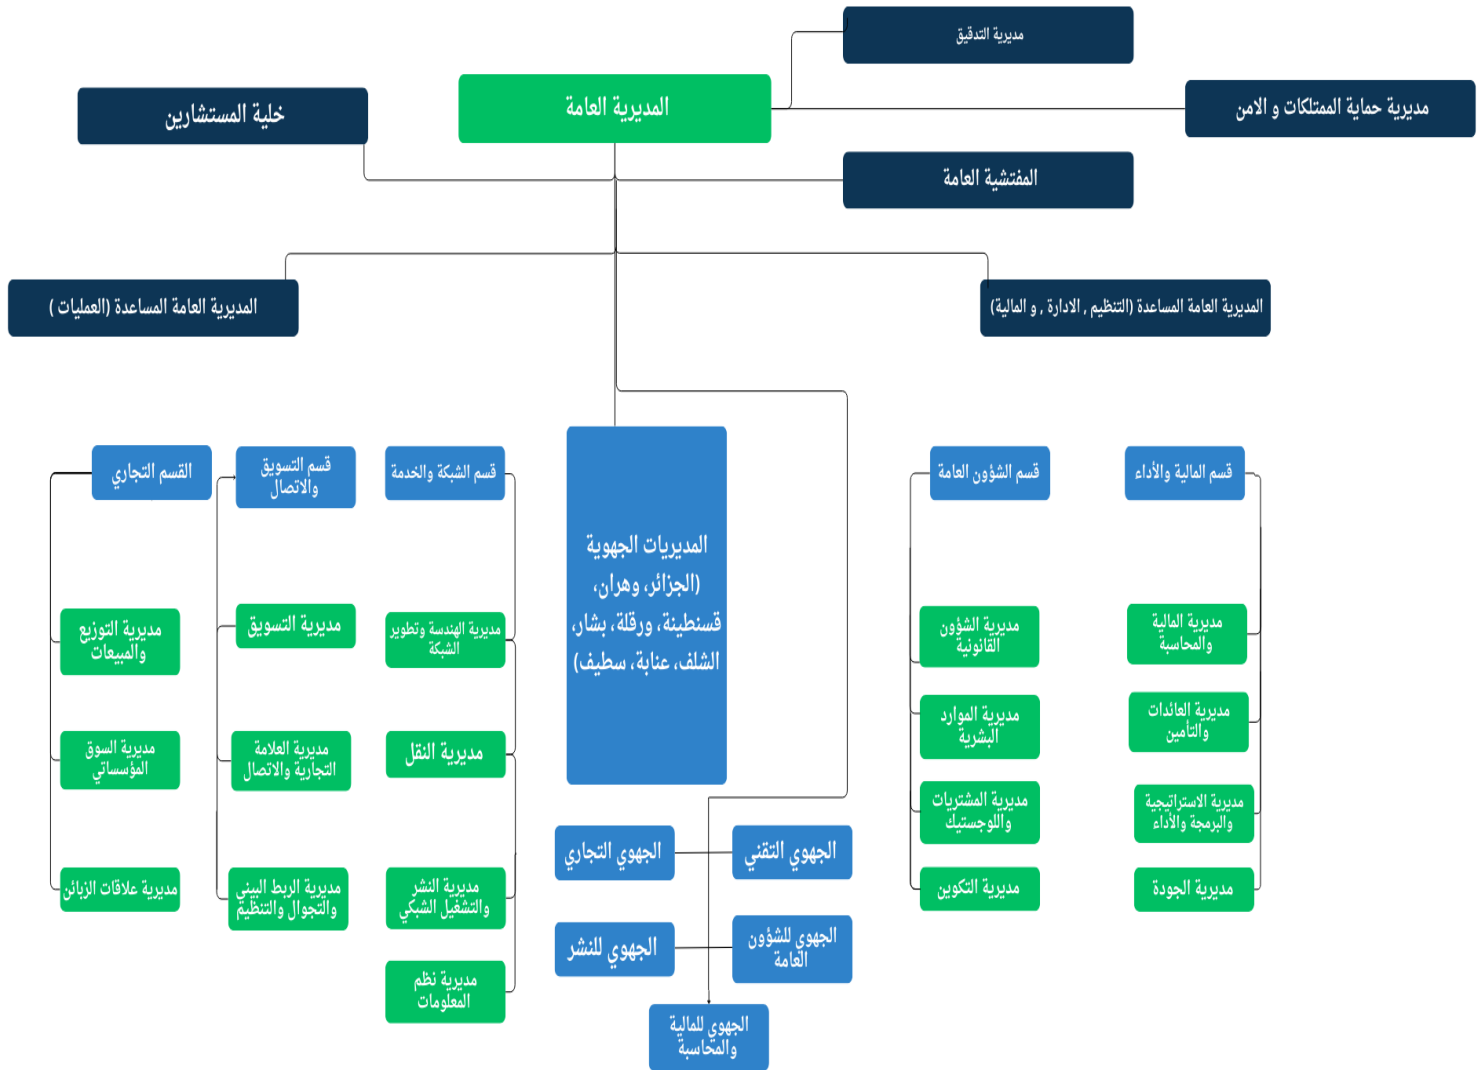 مديرية التدقيق
المديرية العامة
مديرية حماية الممتلكات و الامن
خلية المستشارين
المفتشية العامة
المديرية العامة المساعدة (التنظيم , الادارة , و المالية)
المديرية العامة المساعدة (العمليات )
قسم المالية والأداء
مديرية المالية
والمحاسبة
مديرية العائدات
والتأمين
مديرية الاستراتيجية
والبرمجة والأداء
مديرية الجودة
قسم الشؤون العامة
مديرية الشؤون
القانونية
مديرية الموارد
البشرية
مديرية المشتريات
واللوجستيك
مديرية التكوين
المديريات الجهوية
(الجزائر، وهران،
قسنطينة، ورقلة، بشار،
الشلف، عنابة، سطيف)
الجهوي التقني
الجهوي التجاري
الجهوي للشؤون
العامة
الجهوي للنشر
الجهوي للمالية
والمحاسبة
قسم الشبكة والخدمة
مديرية الهندسة وتطوير
الشبكة
مديرية النقل
مديرية النشر
والتشغيل الشبكي
مديرية نظم
المعلومات
قسم التسويق
والاتصال
مديرية التسويق
مديرية العلامة
التجارية والاتصال
مديرية الربط البيني
والتجوال والتنظيم
القسم التجاري
مديرية التوزيع
والمبيعات
مديرية السوق
المؤسساتي
مديرية علاقات الزبائن